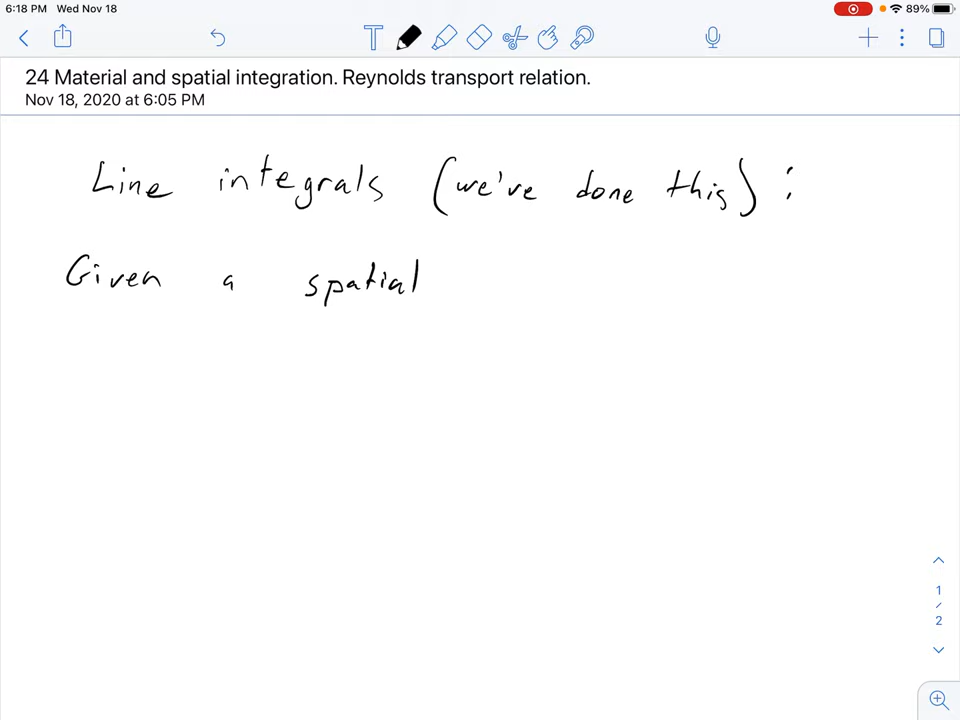 6:18 PM Wed Nov 18
89%
T
24 Material and spatial integration. Reynolds transport relation.
Nov 18, 2020 at 6:05 PM
Line integrals (we've done this):
Given a spatial
1
/
2